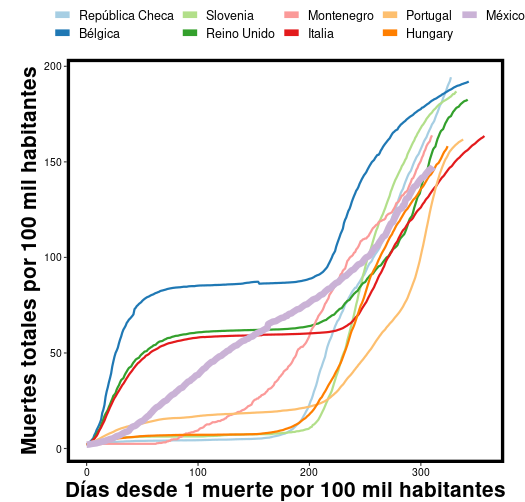 República Checa Slovenia Montenegro Portugal México
Bélgica Reino Unido Italia Hungary
Muertes totales por 100 mil habitantes
200
150
100
50
0
0 100 200 300
Días desde 1 muerte por 100 mil habitantes